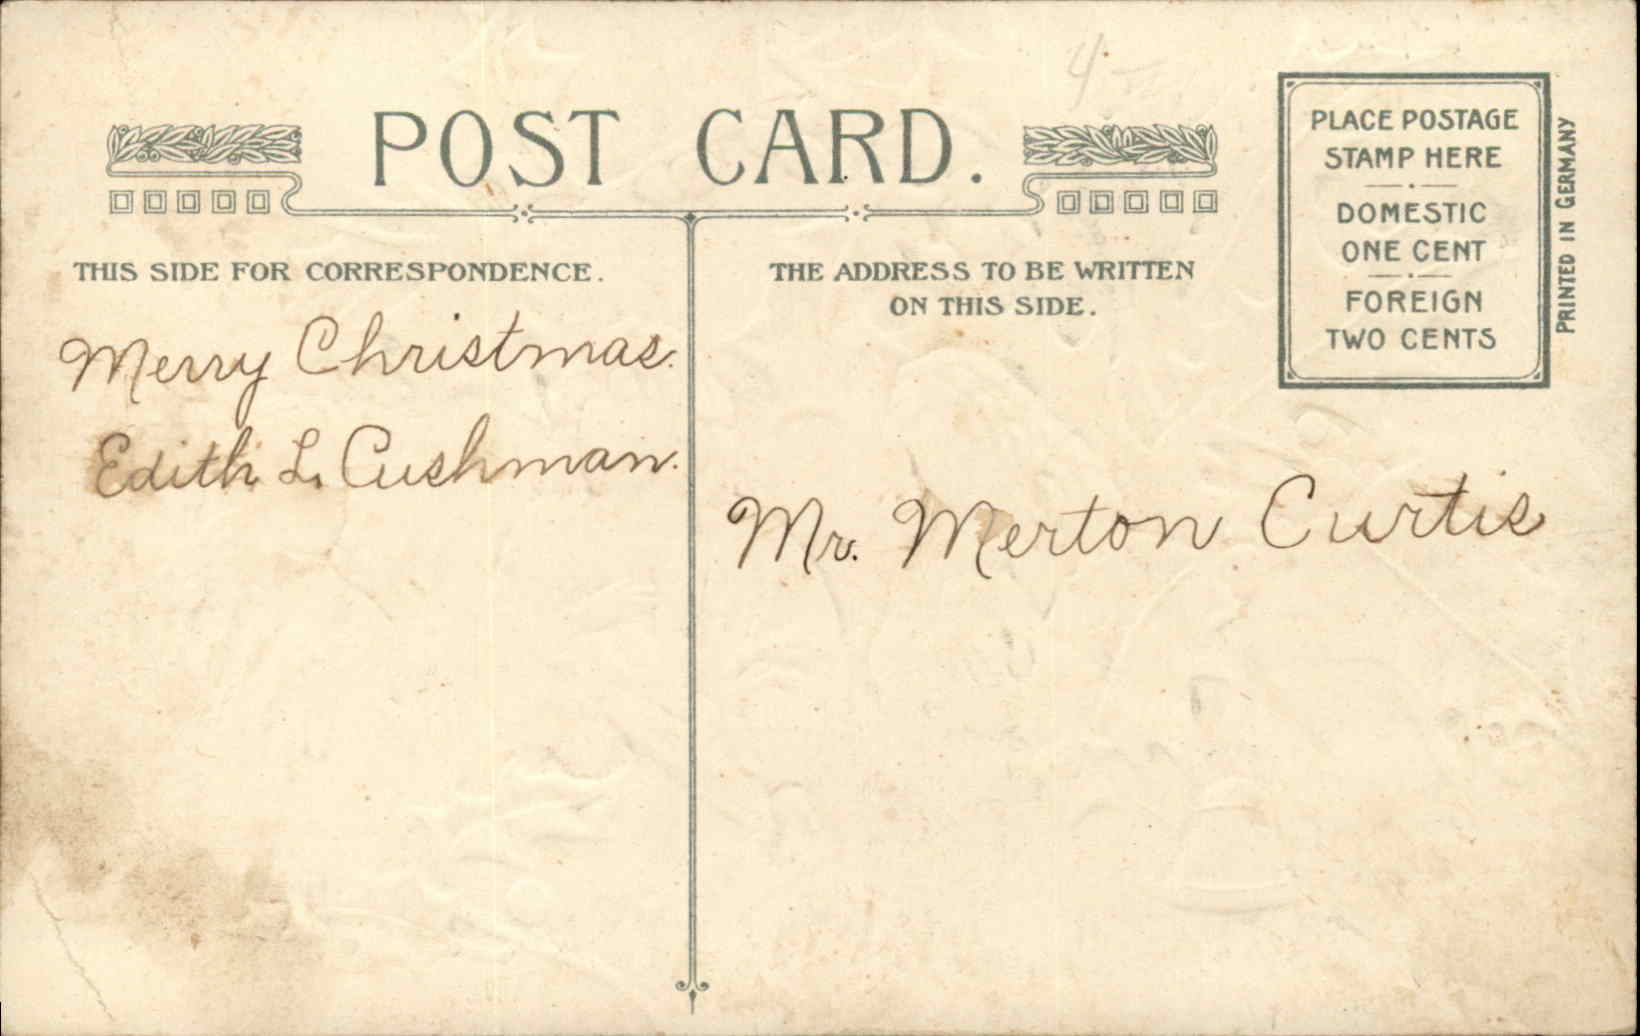 POST CARD.
THIS SIDE FOR CORRESPONDENCE.
Merry Christmas.
Edith L. Cushman.
THE ADDRESS TO BE WRITTEN
ON THIS SIDE.
Mr. Merton Curtis
PLACE POSTAGE
STAMP HERE
DOMESTIC
ONE CENT
FOREIGN
TWO CENTS
PRINTED IN GERMANY
4